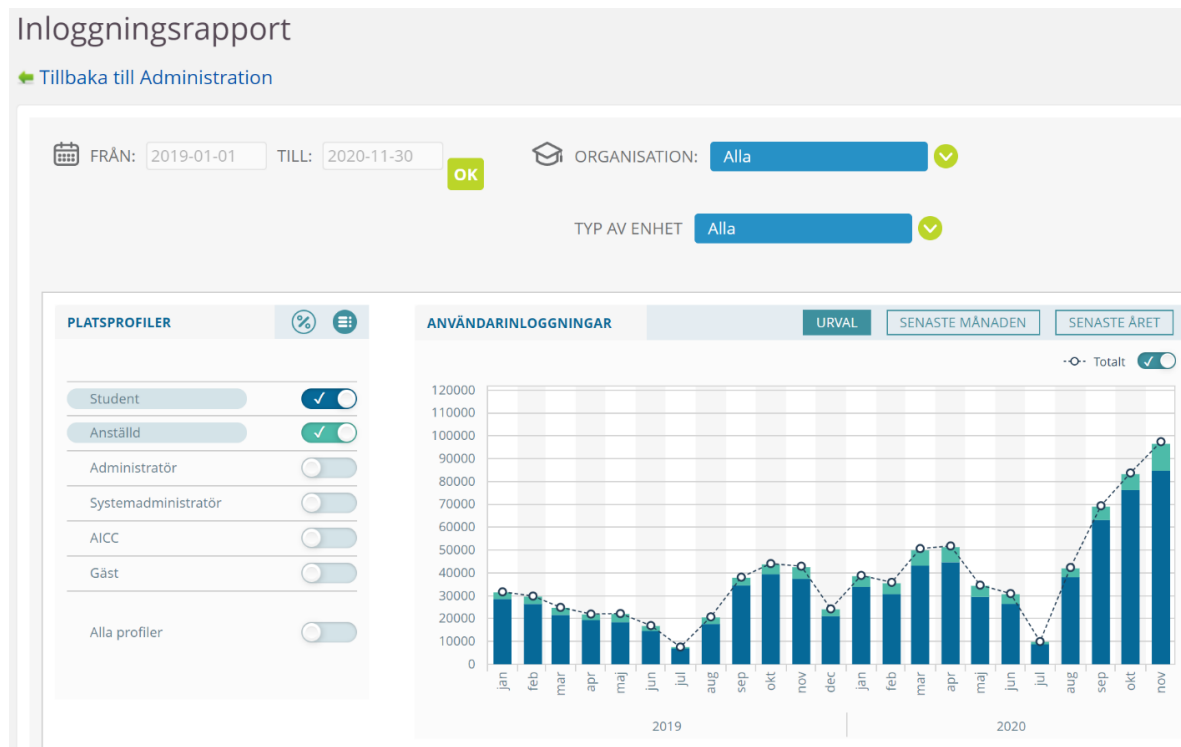 Inloggningsrapport
Tillbaka till Administration
FRÅN: 2019-01-01 TILL: 2020-11-30 OK ORGANISATION: Alla
TYP AV ENHET Alla
PLATSPROFILER %
Student
Anställd
Administratör
Systemadministratör
AICC
Gäst
Alla profiler
ANVÄNDARINLOGGNINGAR URVAL SENASTE MÅNADEN SENASTE ÅRET
Totalt
120000
110000
100000
90000
80000
70000
60000
50000
40000
30000
20000
10000
0
jan feb mar apr maj jun jul aug sep okt nov dec jan feb mar apr maj jun jul aug sep okt nov
2019 2020